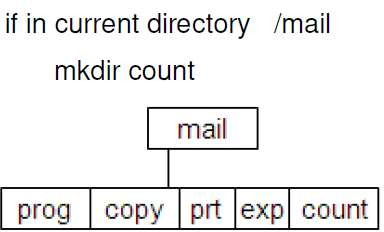 if in current directory /mail
mkdir count
mail
prog copy prt exp count